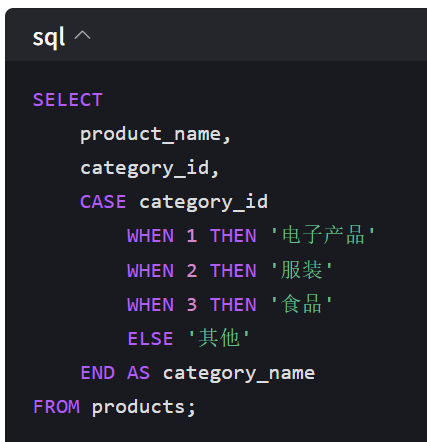 sql
SELECT
    product_name,
    category_id,
    CASE category_id
        WHEN 1 THEN '电子产品'
        WHEN 2 THEN '服装'
        WHEN 3 THEN '食品'
        ELSE '其他'
    END AS category_name
FROM products;